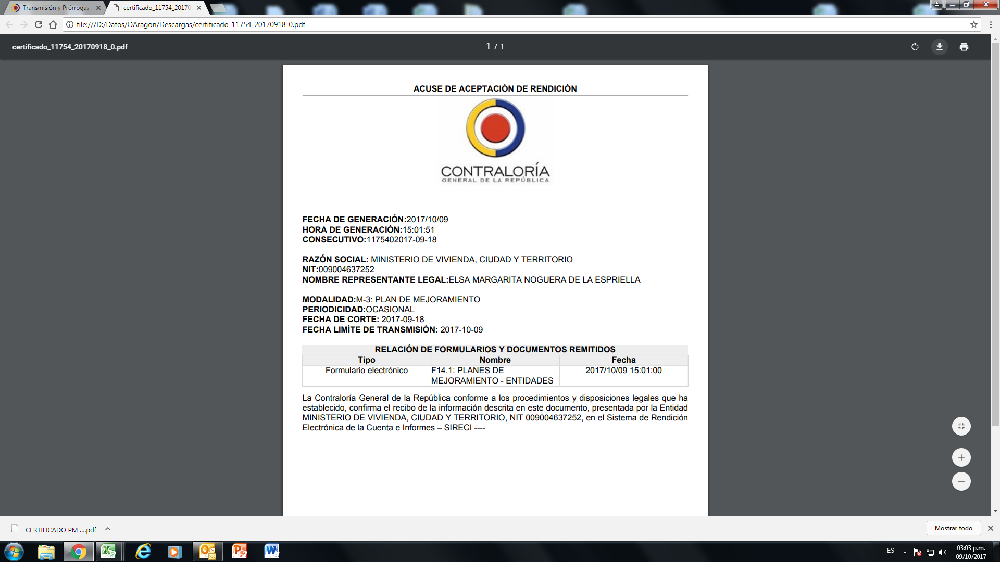 Transmisión y Prórrogas
certificado_11754_20170
file:///D:/Datos/OAragon/Descargas/certificado_11754_20170918_0.pdf
certificado_11754_20170918_0.pdf
1 / 1
ACUSE DE ACEPTACIÓN DE RENDICIÓN
CONTRALORÍA
GENERAL DE LA REPÚBLICA
FECHA DE GENERACIÓN:2017/10/09
HORA DE GENERACIÓN:15:01:51
CONSECUTIVO:1175402017-09-18
RAZÓN SOCIAL: MINISTERIO DE VIVIENDA, CIUDAD Y TERRITORIO
NIT:009004637252
NOMBRE REPRESENTANTE LEGAL:ELSA MARGARITA NOGUERA DE LA ESPRIELLA
MODALIDAD:M-3: PLAN DE MEJORAMIENTO
PERIODICIDAD:OCASIONAL
FECHA DE CORTE: 2017-09-18
FECHA LIMÍTE DE TRANSMISIÓN: 2017-10-09
RELACIÓN DE FORMULARIOS Y DOCUMENTOS REMITIDOS
Tipo Nombre Fecha
Formulario electrónico F14.1: PLANES DE 2017/10/09 15:01:00
MEJORAMIENTO - ENTIDADES
La Contraloría General de la República conforme a los procedimientos y disposiciones legales que ha
establecido, confirma el recibo de la información descrita en este documento, presentada por la Entidad
MINISTERIO DE VIVIENDA, CIUDAD Y TERRITORIO, NIT 009004637252, en el Sistema de Rendición
Electrónica de la Cuenta e Informes – SIRECI ----
CERTIFICADO PM ....pdf
Mostrar todo
ES
03:03 p.m.
09/10/2017